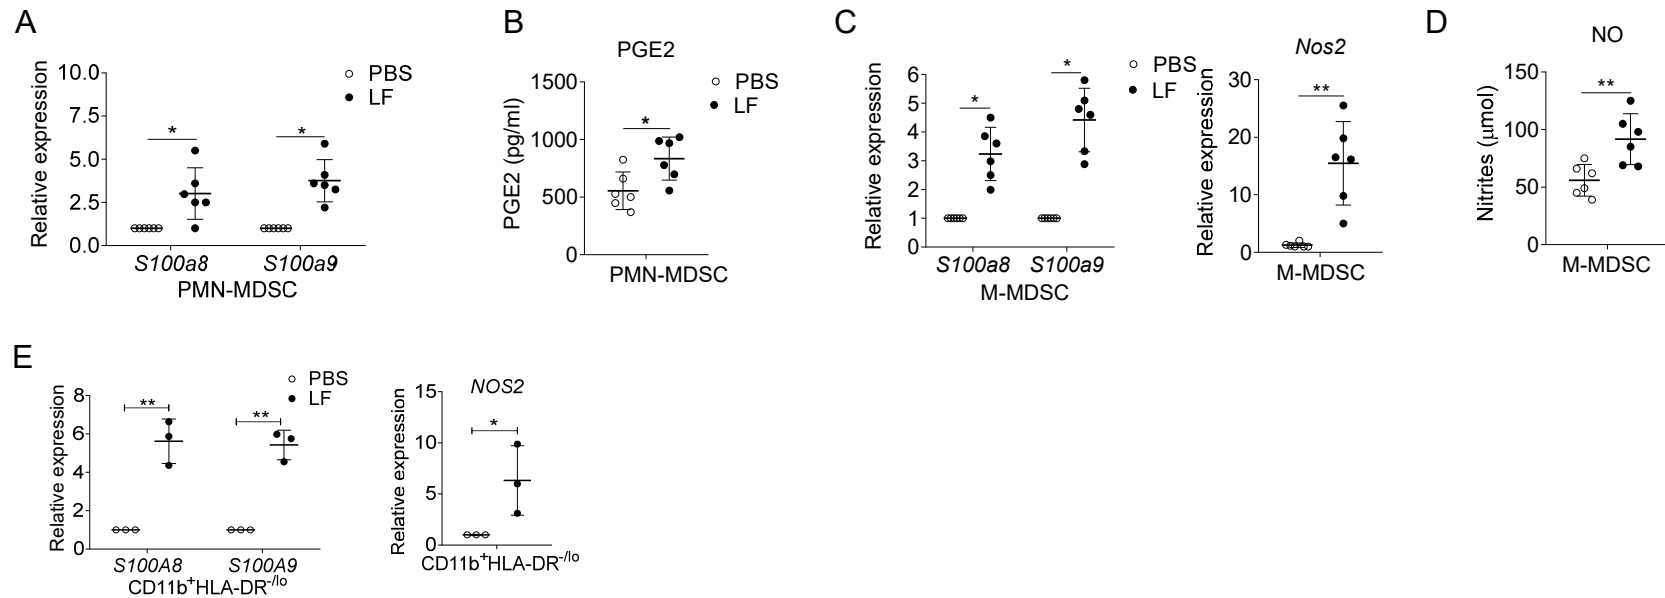 A
Relative expression
10.0
7.5
5.0
2.5
0.0
*
*
PBS
LF
S100a8
S100a9
PMN-MDSC
B
PGE2
PGE2 (pg/ml)
1500
1000
500
0
*
PBS
LF
PMN-MDSC
C
Relative expression
6
5
4
3
2
1
0
*
*
PBS
LF
S100a8
S100a9
M-MDSC
Nos2
Relative expression
30
20
10
0
**
M-MDSC
D
NO
Nitrites (μmol)
150
100
50
0
**
M-MDSC
E
Relative expression
8
6
4
2
0
**
**
PBS
LF
S100A8
S100A9
CD11b⁺HLA-DR⁻/ˡᵒ
NOS2
Relative expression
15
10
5
0
*
CD11b⁺HLA-DR⁻/ˡᵒ